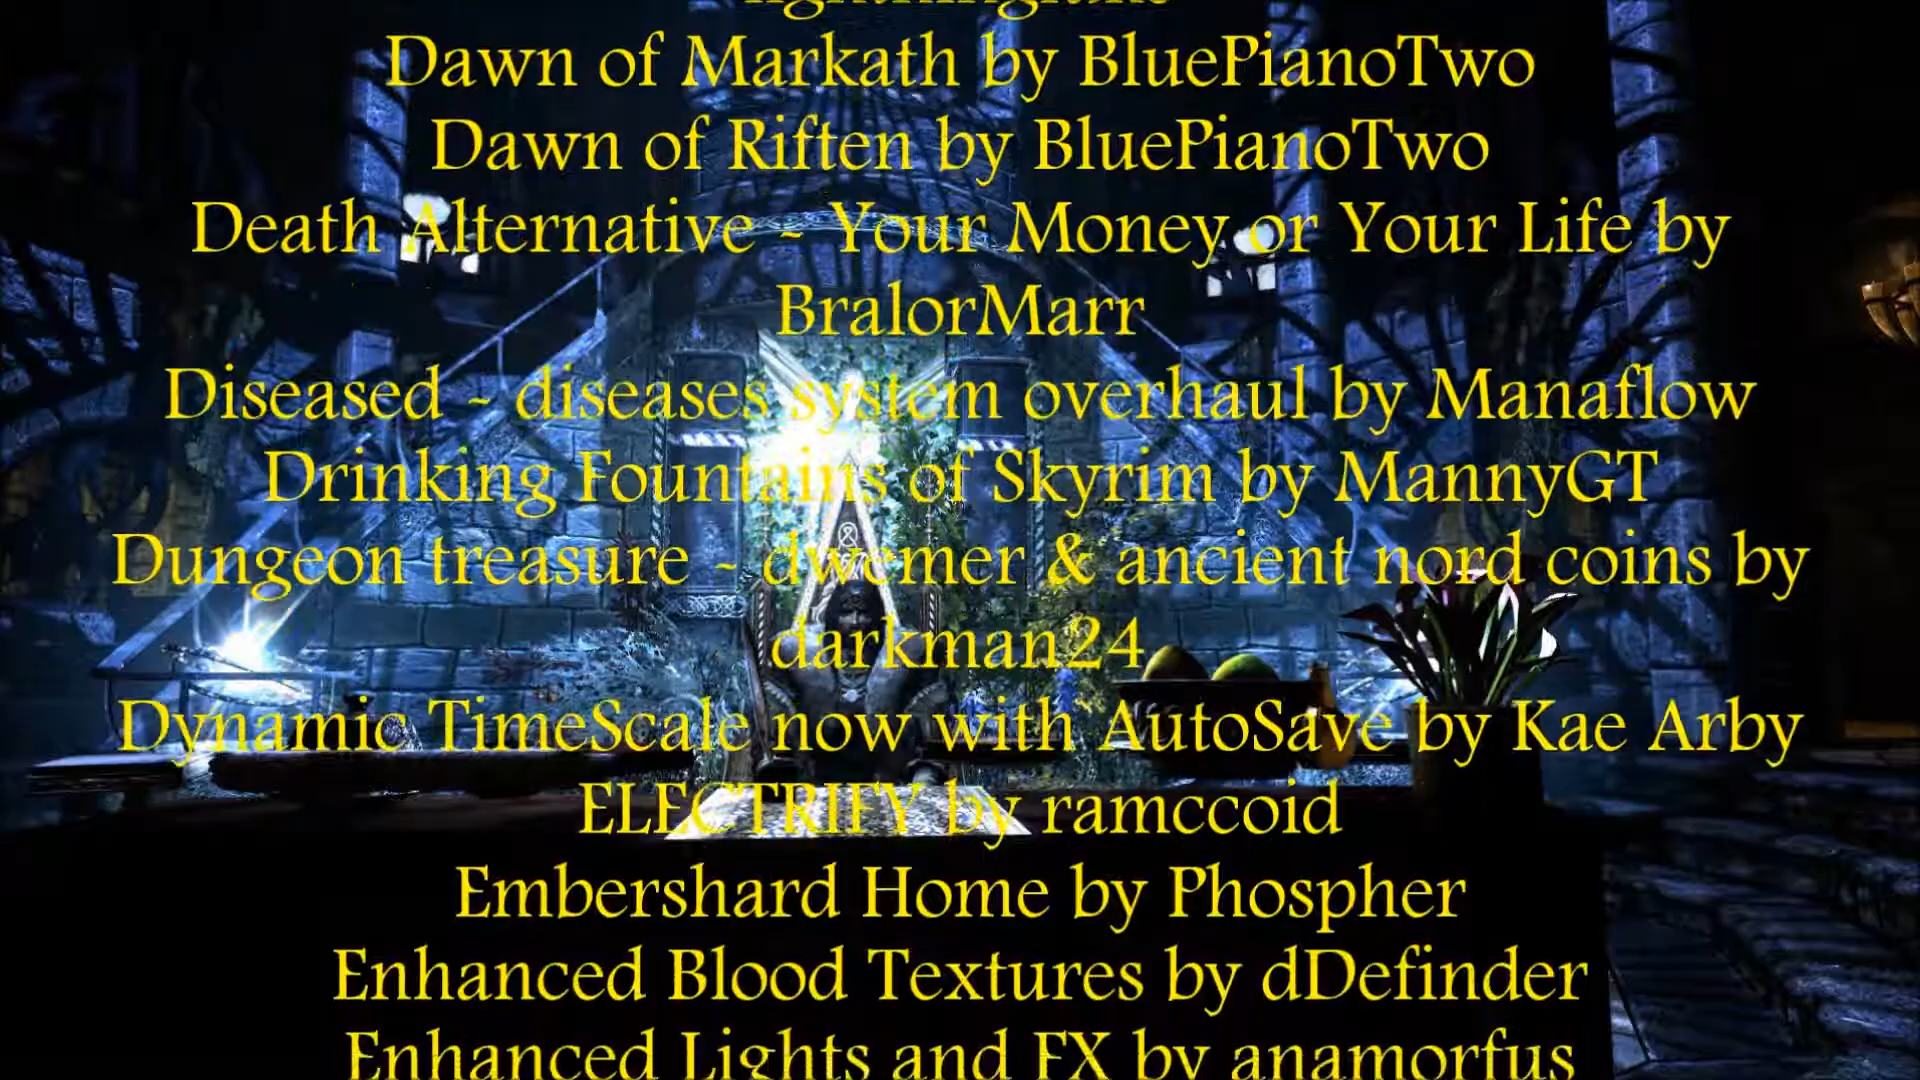 Dawn of Markath by BluePianoTwo
Dawn of Riften by BluePianoTwo
Death Alternative - Your Money or Your Life by
BralorMarr
Diseased - diseases system overhaul by Manaflow
Drinking Fountains of Skyrim by MannyGT
Dungeon treasure - dwemer & ancient nord coins by
darkman24
Dynamic TimeScale now with AutoSave by Kae Arby
ELECTRIFY by ramccoid
Embershard Home by Phospher
Enhanced Blood Textures by dDefinder
Enhanced Lights and FX by anamorfus